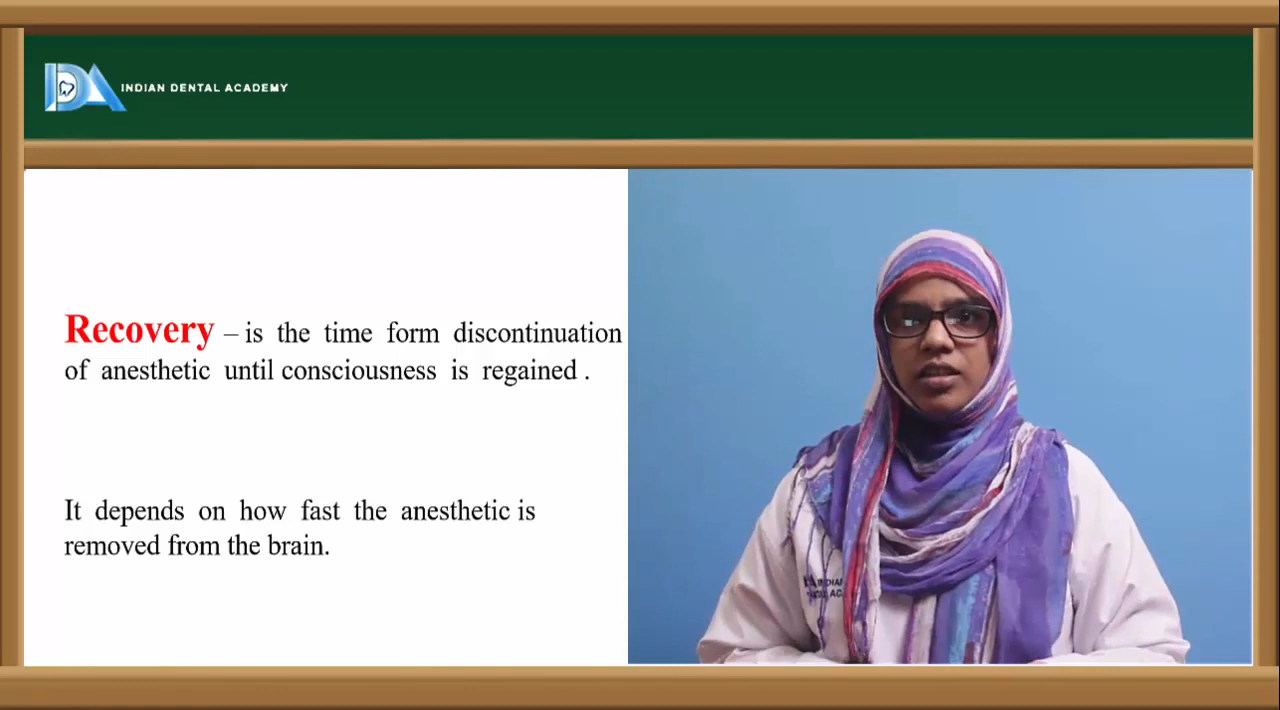 IDA INDIAN DENTAL ACADEMY
Recovery – is the time form discontinuation
of anesthetic until consciousness is regained .
It depends on how fast the anesthetic is
removed from the brain.